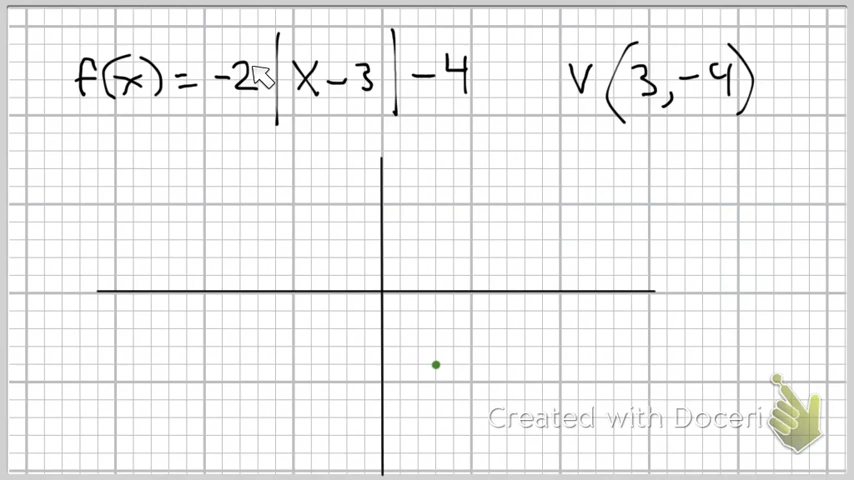 f(x) = -2|x-3| -4 V(3,-4)
Created with Doceri